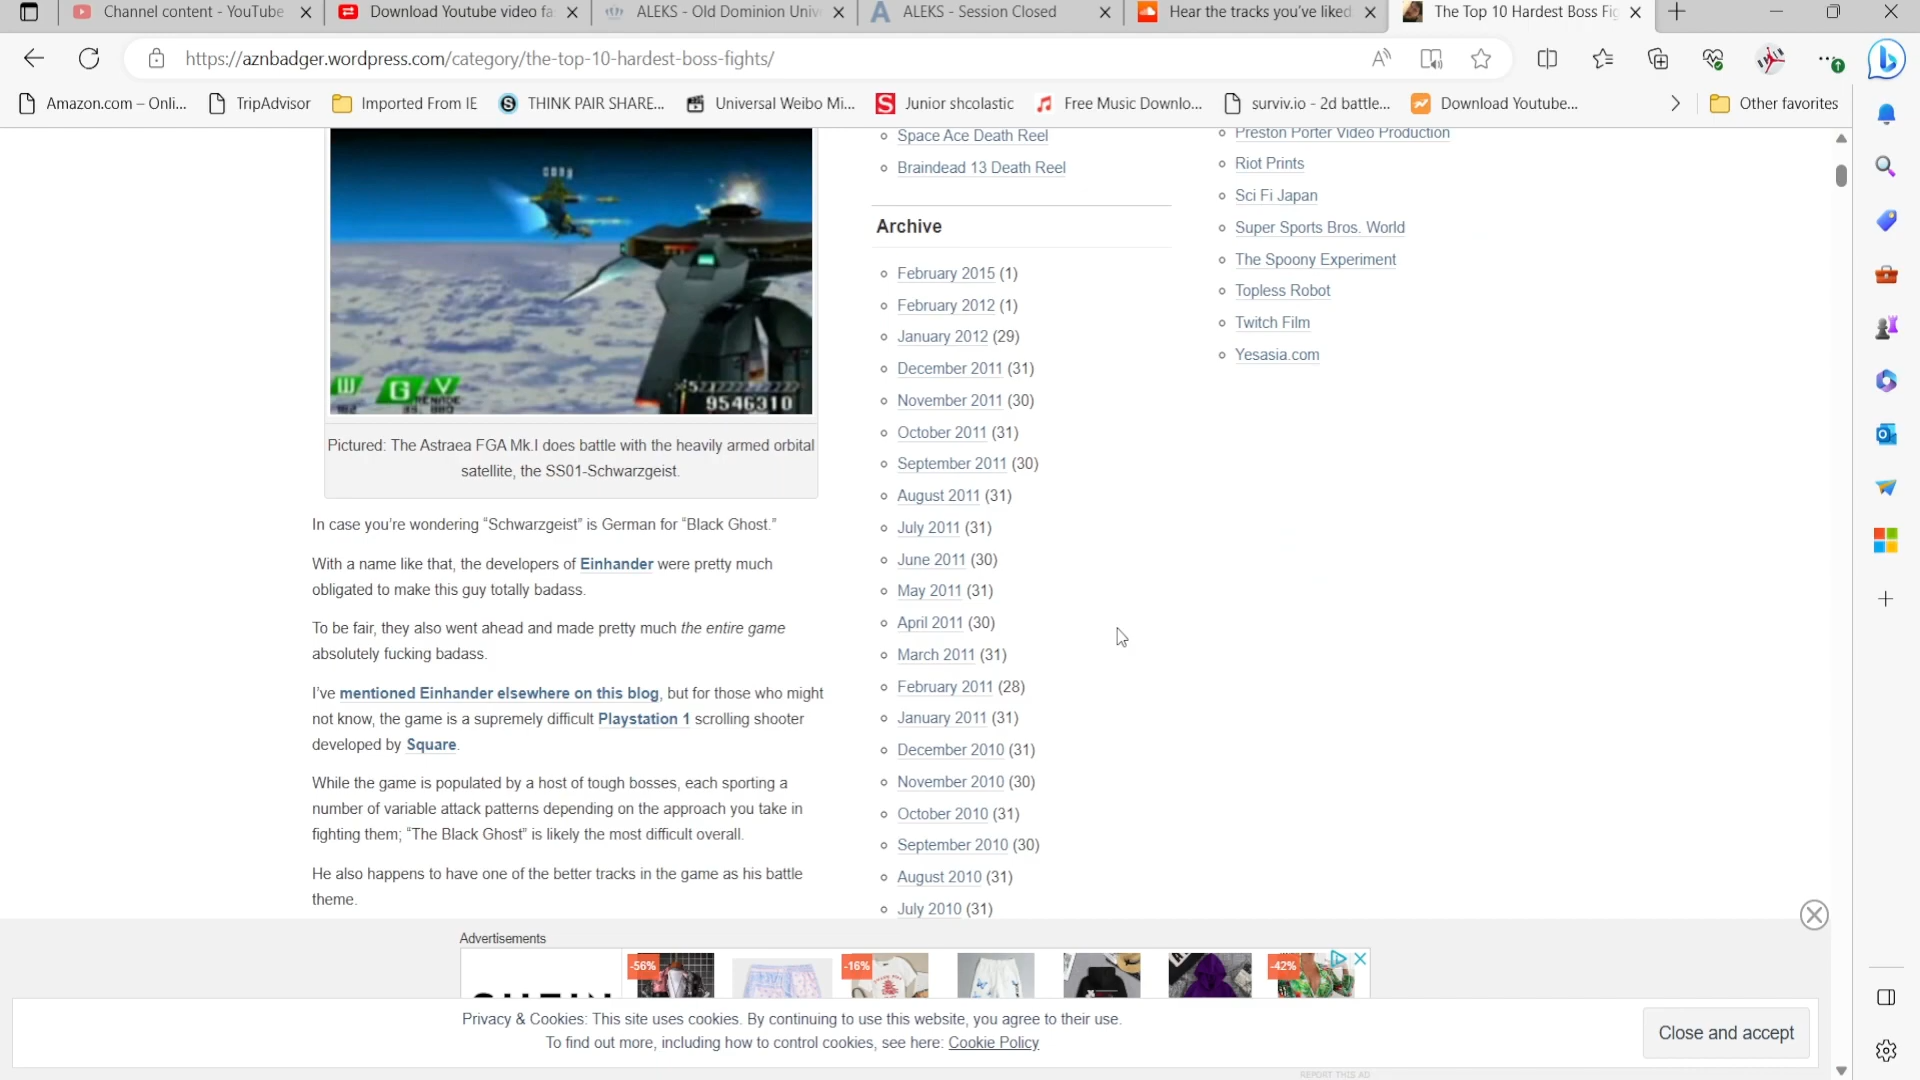 Channel content - YouTube
Download Youtube video fa
ALEKS - Old Dominion Univ
ALEKS - Session Closed
Hear the tracks you've liked
The Top 10 Hardest Boss Fig
https://aznbadger.wordpress.com/category/the-top-10-hardest-boss-fights/
Amazon.com – Onli...
TripAdvisor
Imported From IE
THINK PAIR SHARE...
Universal Weibo Mi...
Junior shcolastic
Free Music Downlo...
surviv.io - 2d battle...
Download Youtube...
Other favorites
W G V
GRENADE
9546310
Pictured: The Astraea FGA Mk.I does battle with the heavily armed orbital
satellite, the SS01-Schwarzgeist.
In case you're wondering "Schwarzgeist" is German for "Black Ghost."
With a name like that, the developers of Einhander were pretty much
obligated to make this guy totally badass.
To be fair, they also went ahead and made pretty much the entire game
absolutely fucking badass.
I've mentioned Einhander elsewhere on this blog, but for those who might
not know, the game is a supremely difficult Playstation 1 scrolling shooter
developed by Square.
While the game is populated by a host of tough bosses, each sporting a
number of variable attack patterns depending on the approach you take in
fighting them; "The Black Ghost" is likely the most difficult overall.
He also happens to have one of the better tracks in the game as his battle
theme.
Space Ace Death Reel
Braindead 13 Death Reel
Archive
February 2015 (1)
February 2012 (1)
January 2012 (29)
December 2011 (31)
November 2011 (30)
October 2011 (31)
September 2011 (30)
August 2011 (31)
July 2011 (31)
June 2011 (30)
May 2011 (31)
April 2011 (30)
March 2011 (31)
February 2011 (28)
January 2011 (31)
December 2010 (31)
November 2010 (30)
October 2010 (31)
September 2010 (30)
August 2010 (31)
July 2010 (31)
Preston Porter Video Production
Riot Prints
Sci Fi Japan
Super Sports Bros. World
The Spoony Experiment
Topless Robot
Twitch Film
Yesasia.com
Advertisements
-56%
-16%
-42%
SHEIN
Privacy & Cookies: This site uses cookies. By continuing to use this website, you agree to their use.
To find out more, including how to control cookies, see here: Cookie Policy
Close and accept
REPORT THIS AD